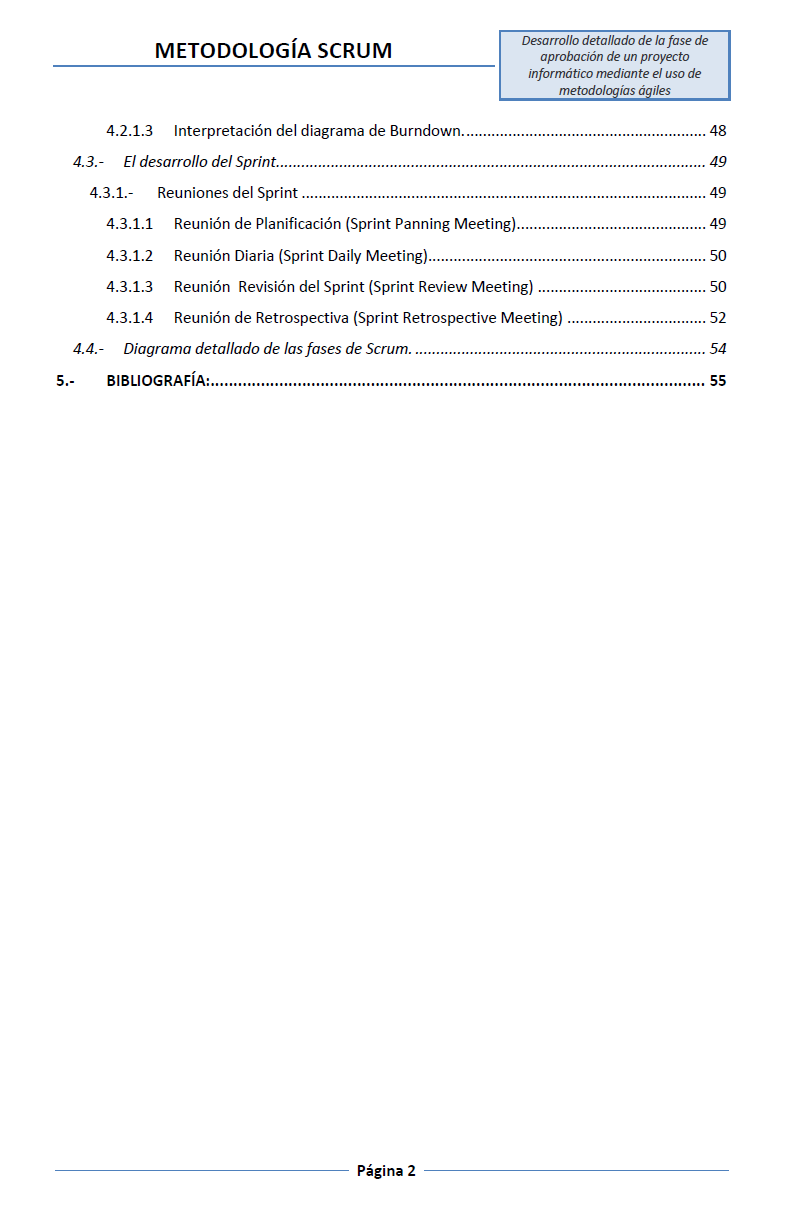 METODOLOGÍA SCRUM
Desarrollo detallado de la fase de
aprobación de un proyecto
informático mediante el uso de
metodologías ágiles
4.2.1.3 Interpretación del diagrama de Burndown. .......................................................... 48
4.3.- El desarrollo del Sprint...................................................................................................... 49
4.3.1.- Reuniones del Sprint ................................................................................................. 49
4.3.1.1 Reunión de Planificación (Sprint Panning Meeting)............................................. 49
4.3.1.2 Reunión Diaria (Sprint Daily Meeting).................................................................. 50
4.3.1.3 Reunión  Revisión del Sprint (Sprint Review Meeting) ........................................ 50
4.3.1.4 Reunión de Retrospectiva (Sprint Retrospective Meeting) ................................. 52
4.4.- Diagrama detallado de las fases de Scrum. ..................................................................... 54
5.- BIBLIOGRAFÍA:............................................................................................................ 55
Página 2